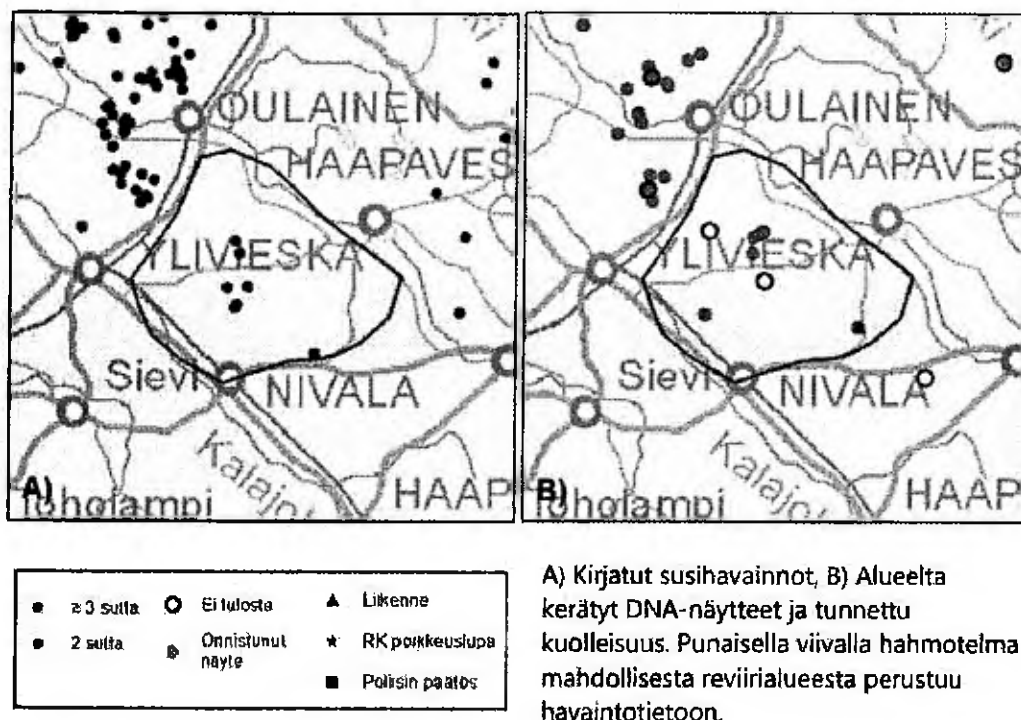 OULAINEN
HAAPAVES
YLIVIESKA
Sievi
NIVALA
Kalajo
HAAP
A)
Toholampi
OULAINEN
HAAPAVES
YLIVIESKA
Sievi
NIVALA
Kalajo
HAAP
B)
Toholampi
≥ 3 sutta
Ei tulosta
Liikenne
2 sutta
Onnistunut
näyte
RK poikkeuslupa
Poliisin päätös
A) Kirjatut susihavainnot, B) Alueelta
kerätyt DNA-näytteet ja tunnettu
kuolleisuus. Punaisella viivalla hahmotelma
mahdollisesta reviirialueesta perustuu
havaintotietoon.